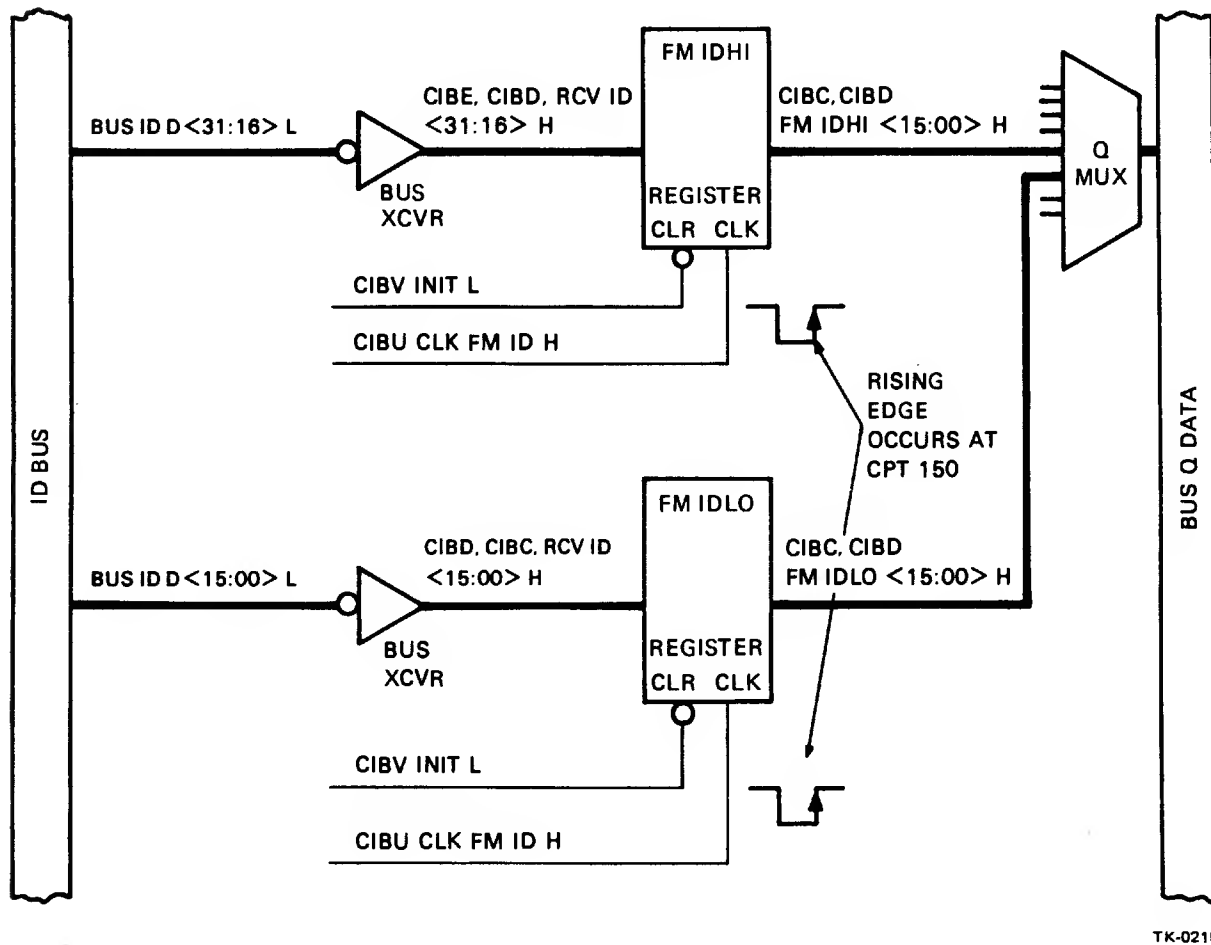 FM IDHI
CIBE, CIBD, RCV ID
<31:16> H
CIBC, CIBD
FM IDHI <15:00> H
BUS ID D<31:16> L
BUS
XCVR
REGISTER
CLR CLK
Q
MUX
CIBV INIT L
CIBU CLK FM ID H
RISING
EDGE
OCCURS AT
CPT 150
ID BUS
BUS Q DATA
FM IDLO
CIBD, CIBC, RCV ID
<15:00> H
CIBC, CIBD
FM IDLO <15:00> H
BUS ID D<15:00> L
BUS
XCVR
REGISTER
CLR CLK
CIBV INIT L
CIBU CLK FM ID H